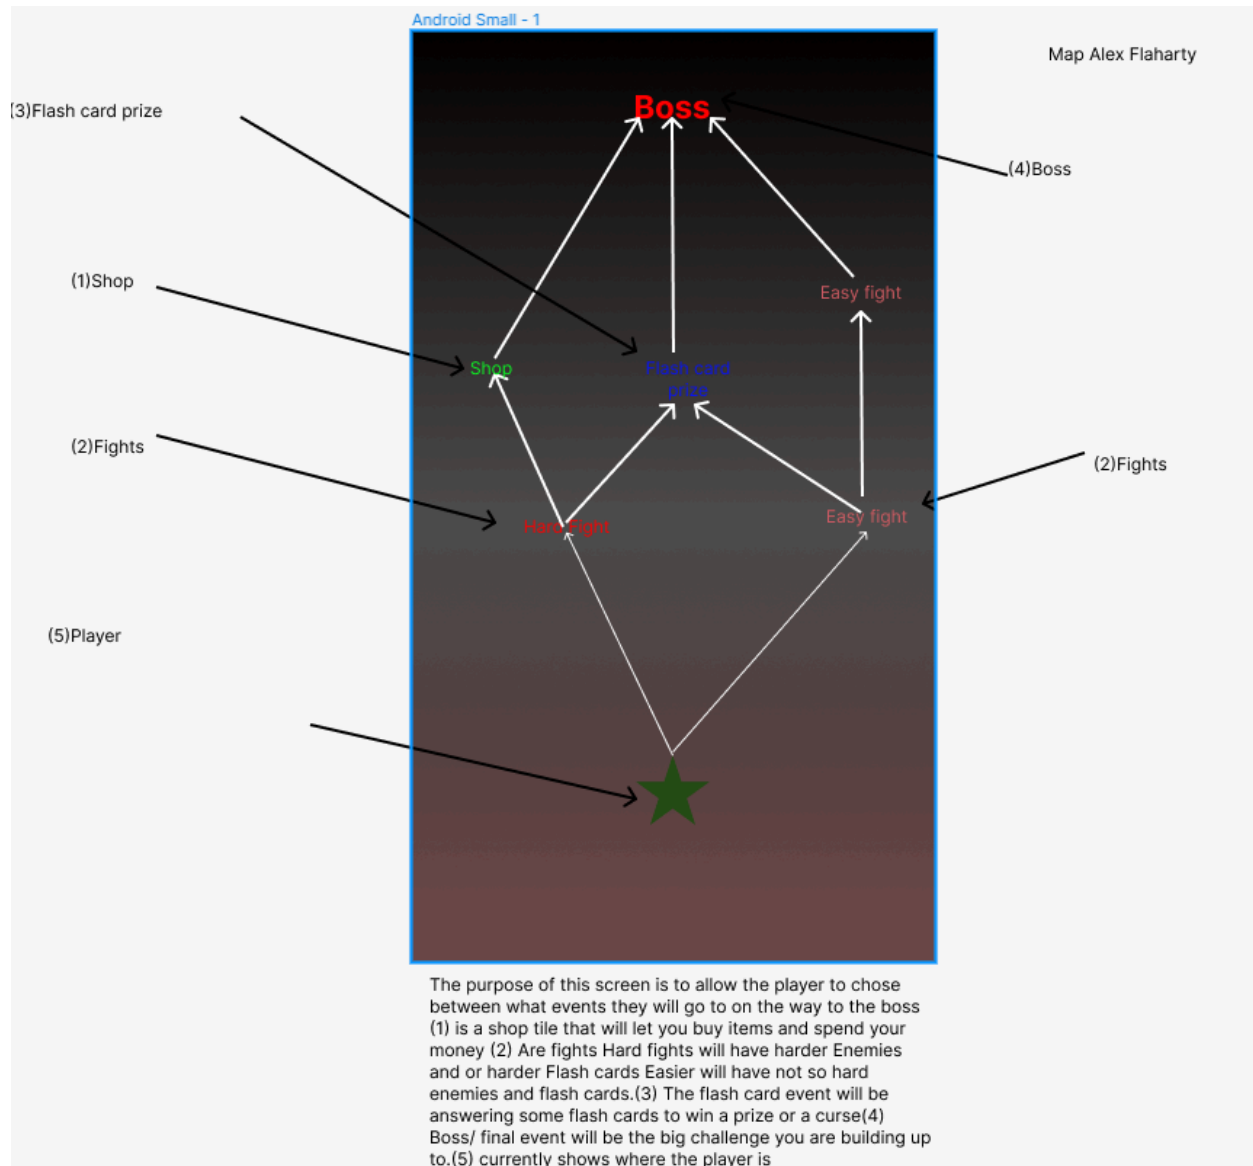 Android Small - 1
Map Alex Flaharty
(3)Flash card prize
Boss
(4)Boss
(1)Shop
Easy fight
Shop
Flash card
prize
(2)Fights
(2)Fights
Hard Fight
Easy fight
(5)Player
The purpose of this screen is to allow the player to chose
between what events they will go to on the way to the boss
(1) is a shop tile that will let you buy items and spend your
money (2) Are fights Hard fights will have harder Enemies
and or harder Flash cards Easier will have not so hard
enemies and flash cards.(3) The flash card event will be
answering some flash cards to win a prize or a curse(4)
Boss/ final event will be the big challenge you are building up
to.(5) currently shows where the player is